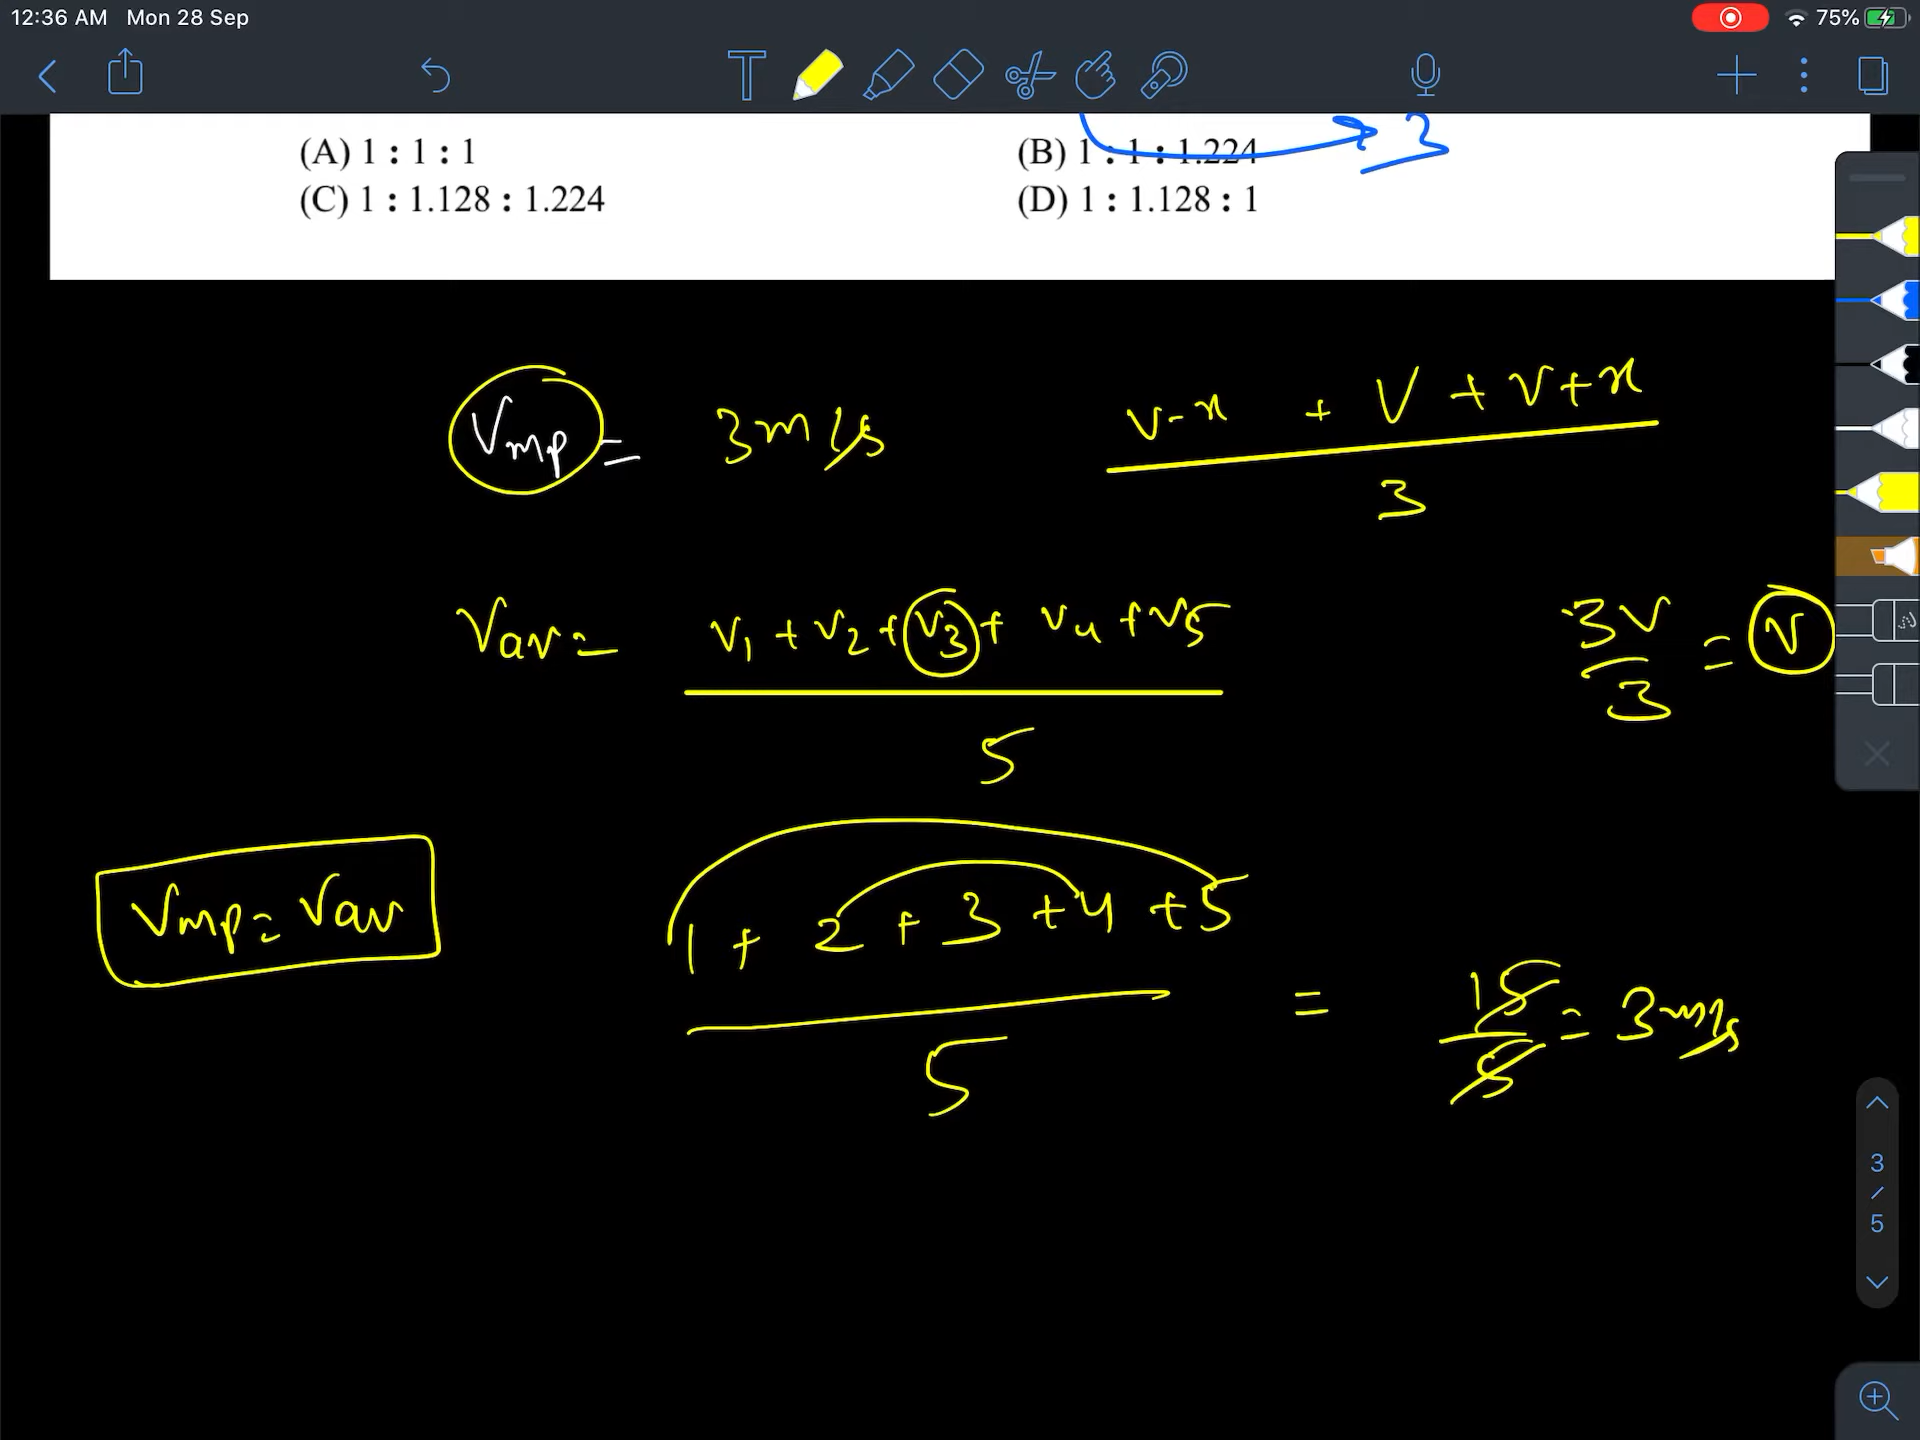 12:36 AM Mon 28 Sep 75%
T
3
(A) 1 : 1 : 1 (B) 1 : 1 : 1.224
(C) 1 : 1.128 : 1.224 (D) 1 : 1.128 : 1
Vmp = 3 m/s
v-x + V + v+x
3
Vav = v1 + v2 + v3 + v4 + v5
5
3v
3
= v
Vmp = Vav
1 + 2 + 3 + 4 + 5
5
=
15
5
= 3 m/s
3
/
5